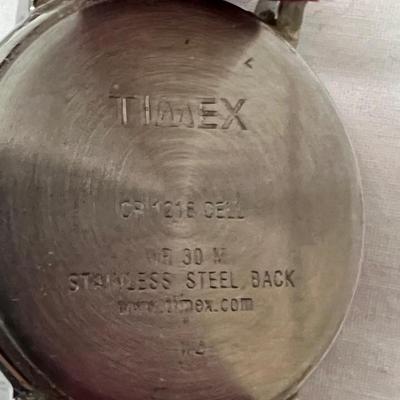 TIMEX
CR 1216 CELL
WR 30 M
STAINLESS STEEL BACK
www.timex.com